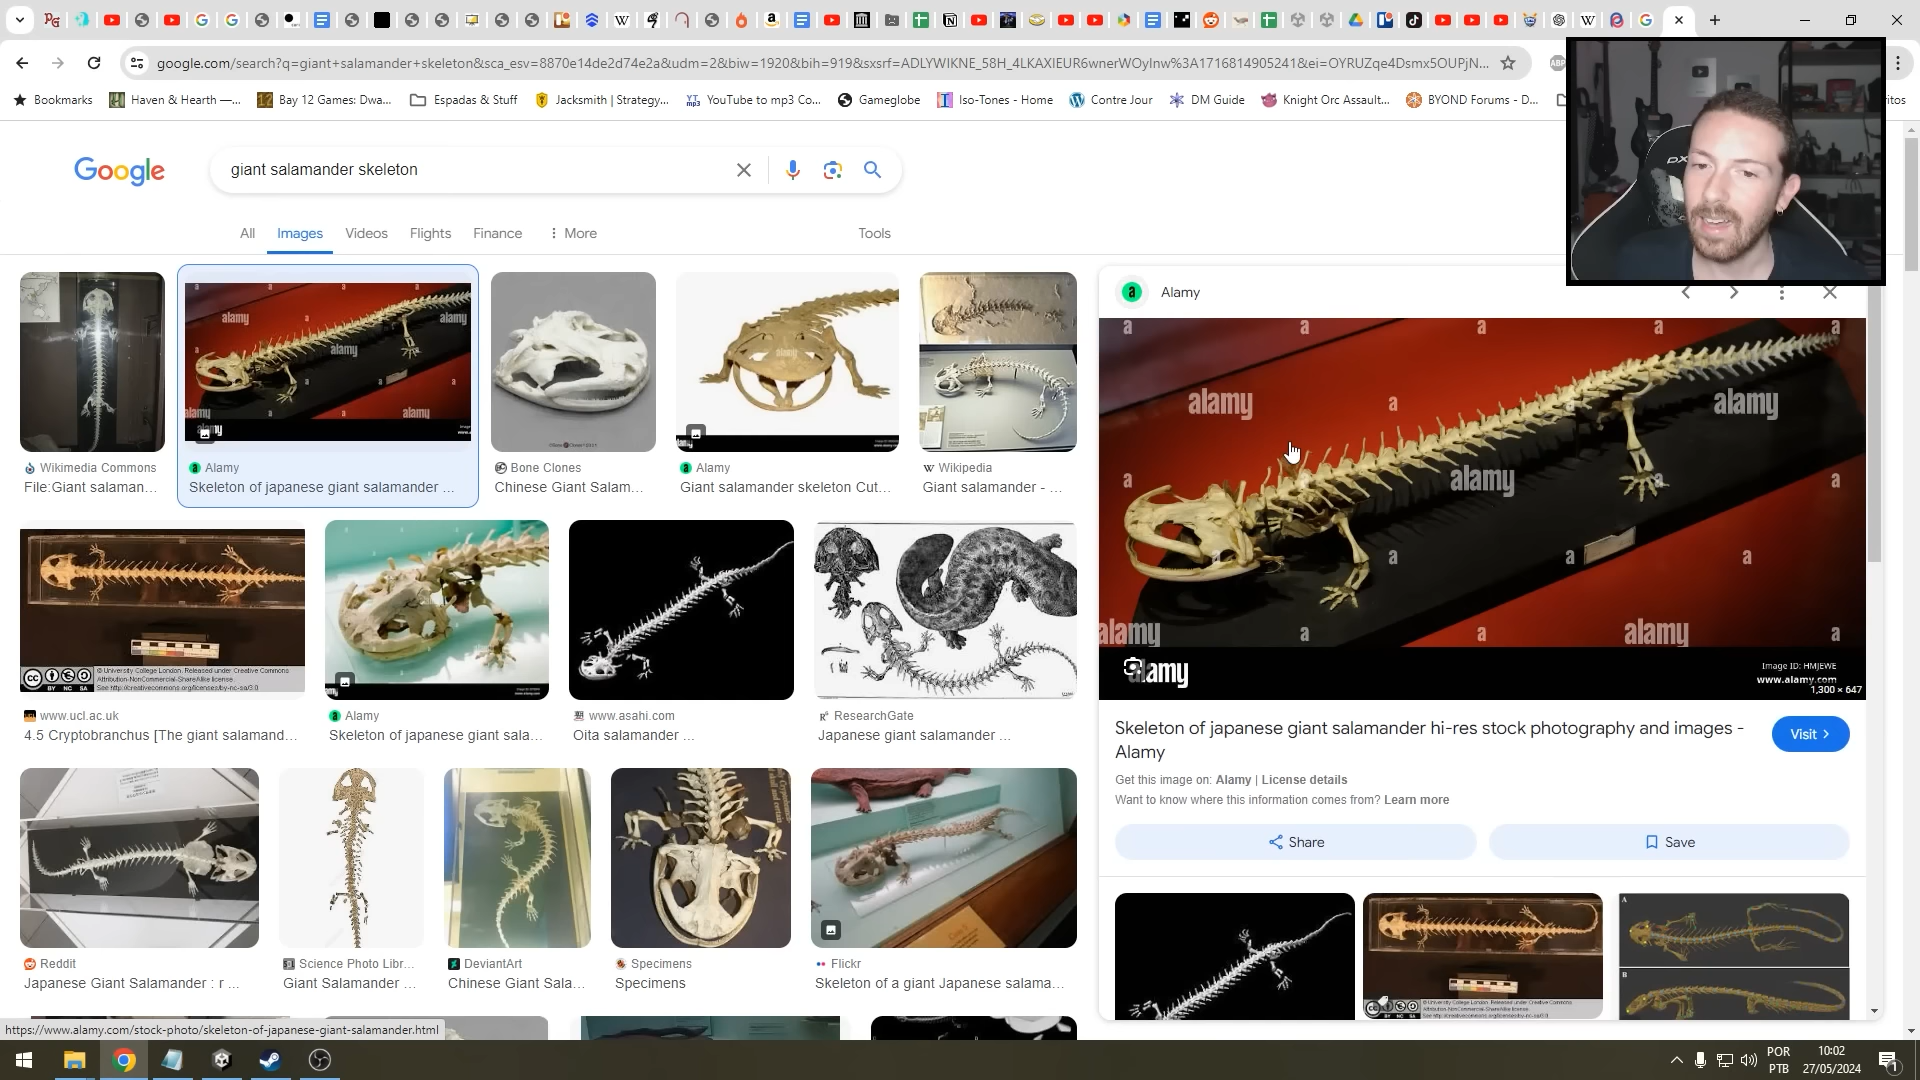 google.com/search?q=giant+salamander+skeleton&sca_esv=8870e14de2d74e2a&udm=2&biw=1920&bih=919&sxsrf=ADLYWIKNE_58H_4LKAXIEUR6wnerWOyInw%3A1716814905241&ei=OYRUZqe4Dsmx5OUPjN...
Bookmarks
Haven & Hearth —...
Bay 12 Games: Dwa...
Espadas & Stuff
Jacksmith | Strategy...
YouTube to mp3 Co...
Gameglobe
Iso-Tones - Home
Contre Jour
DM Guide
Knight Orc Assault...
BYOND Forums - D...
Google
giant salamander skeleton
All
Images
Videos
Flights
Finance
More
Tools
Wikimedia Commons
File:Giant salaman...
Alamy
Skeleton of japanese giant salamander ...
Bone Clones
Chinese Giant Salam...
Alamy
Giant salamander skeleton Cut...
Wikipedia
Giant salamander - ...
www.ucl.ac.uk
4.5 Cryptobranchus [The giant salamand...
Alamy
Skeleton of japanese giant sala...
www.asahi.com
Oita salamander ...
ResearchGate
Japanese giant salamander ...
Reddit
Japanese Giant Salamander : r ...
Science Photo Libr...
Giant Salamander ...
DeviantArt
Chinese Giant Sala...
Specimens
Specimens
Flickr
Skeleton of a giant Japanese salama...
Alamy
alamy
alamy
alamy
alamy
alamy
alamy
Image ID: HMJEWE
www.alamy.com
1,300 × 647
Skeleton of japanese giant salamander hi-res stock photography and images -
Alamy
Visit
Get this image on: Alamy | License details
Want to know where this information comes from? Learn more
Share
Save
https://www.alamy.com/stock-photo/skeleton-of-japanese-giant-salamander.html
POR
PTB
10:02
27/05/2024